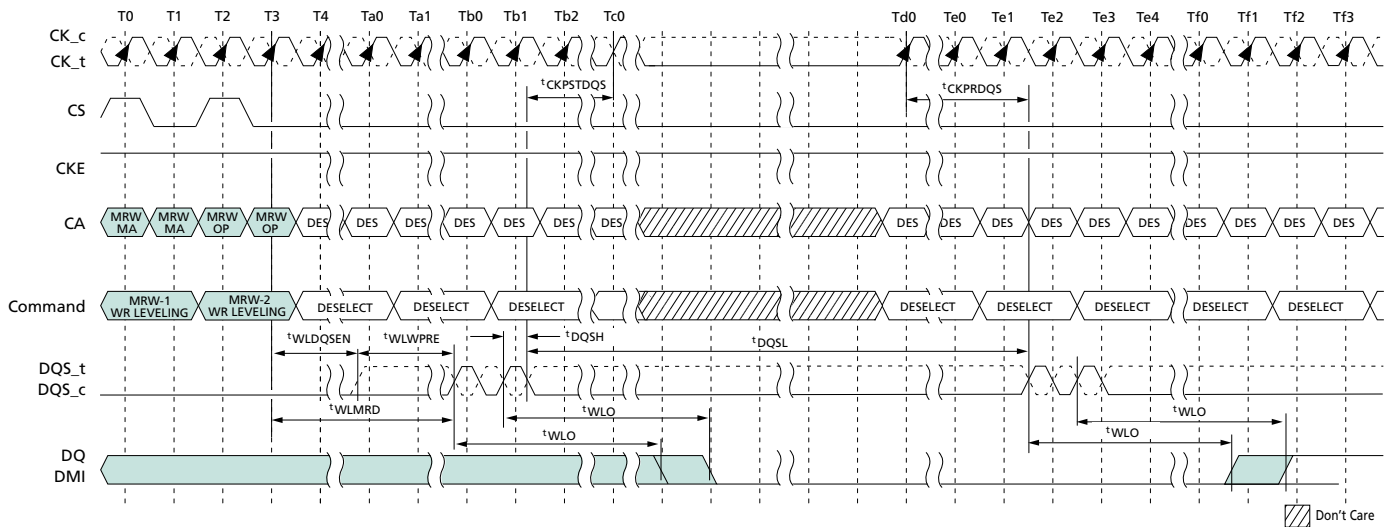 T0 T1 T2 T3 T4 Ta0 Ta1 Tb0 Tb1 Tb2 Tc0 Td0 Te0 Te1 Te2 Te3 Te4 Tf0 Tf1 Tf2 Tf3
CK_c
CK_t
tCKPSTDQS tCKPRDQS
CS
CKE
CA
MRW MA MRW MA MRW OP MRW OP DES DES DES DES DES DES DES DES DES DES DES DES DES DES DES DES DES
Command
MRW-1 WR LEVELING MRW-2 WR LEVELING DESELECT DESELECT DESELECT DESELECT DESELECT DESELECT DESELECT DESELECT
tWLDQSEN tWLWPRE tDQSH tDQSL
DQS_t
DQS_c
tWLMRD tWLO tWLO
tWLO tWLO
DQ
DMI
Don't Care